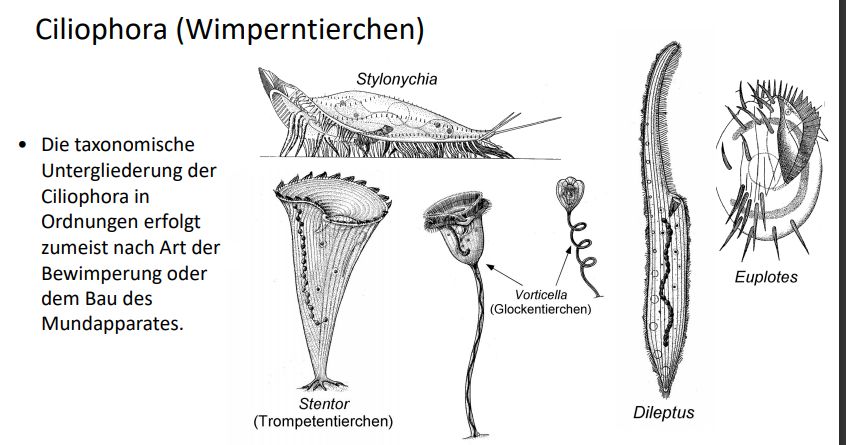 Ciliophora (Wimperntierchen)
• Die taxonomische
Untergliederung der
Ciliophora in
Ordnungen erfolgt
zumeist nach Art der
Bewimperung oder
dem Bau des
Mundapparates.
Stylonychia
Stentor
(Trompetentierchen)
Vorticella
(Glockentierchen)
Dileptus
Euplotes